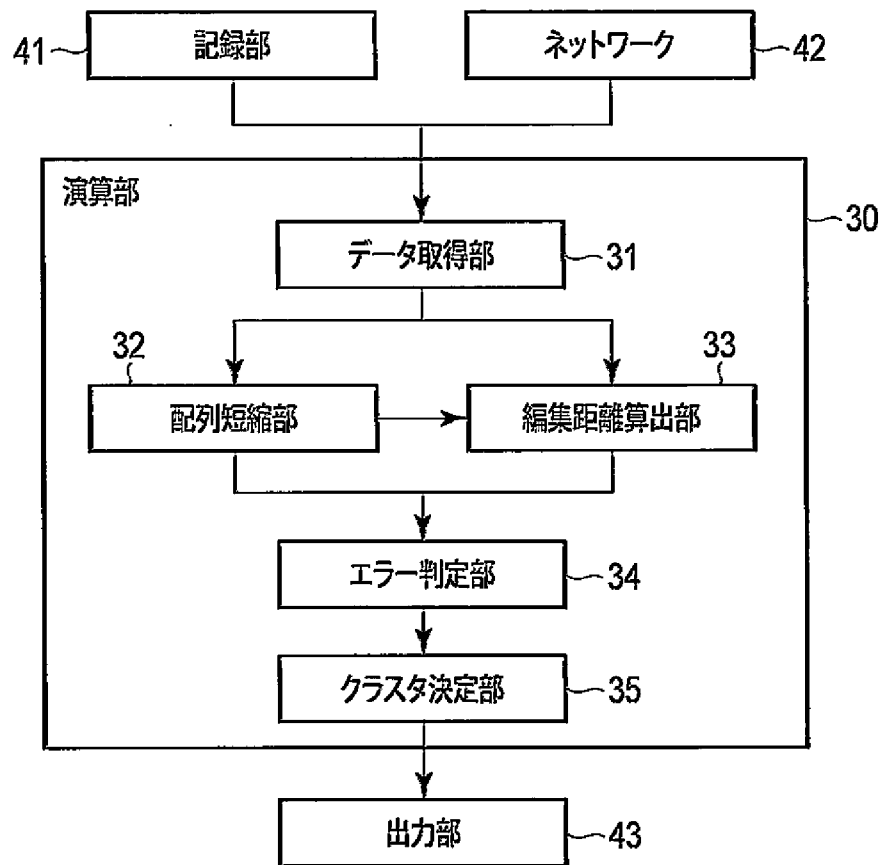 41
記録部
ネットワーク
42
演算部
30
データ取得部
31
32
33
配列短縮部
編集距離算出部
エラー判定部
34
クラスタ決定部
35
出力部
43